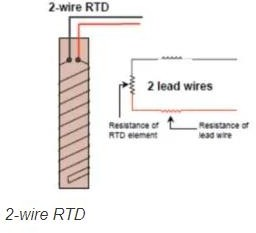 2-wire RTD
2 lead wires
Resistance of
RTD element
Resistance of
lead wire
2-wire RTD